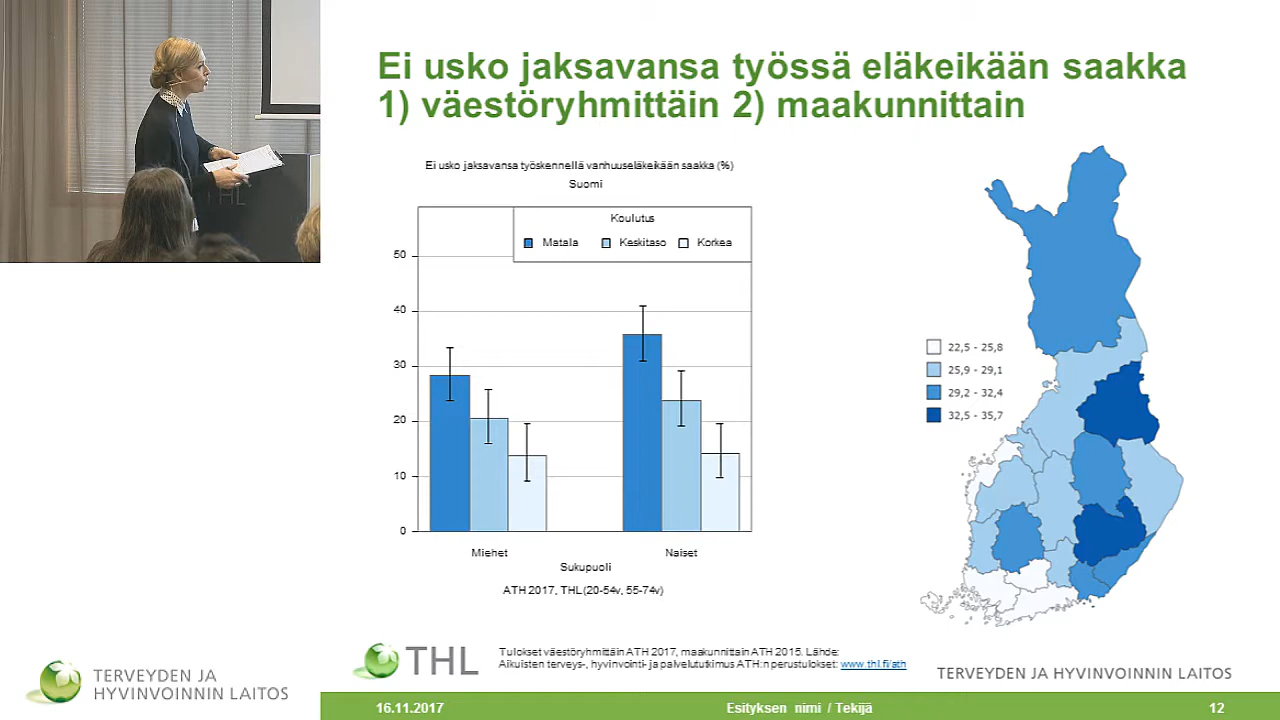 THL
Ei usko jaksavansa työssä eläkeikään saakka
1) väestöryhmittäin 2) maakunnittain
Ei usko jaksavansa työskennellä vanhuuseläkeikään saakka (%)
Suomi
Koulutus
Matala Keskitaso Korkea
50
40
30
20
10
0
Miehet Naiset
Sukupuoli
ATH 2017, THL (20-54v, 55-74v)
22,5 - 25,8
25,9 - 29,1
29,2 - 32,4
32,5 - 35,7
TERVEYDEN JA
HYVINVOINNIN LAITOS
THL
Tulokset väestöryhmittäin ATH 2017, maakunnittain ATH 2015. Lähde:
Aikuisten terveys-, hyvinvointi- ja palvelututkimus ATH:n perustulokset: www.thl.fi/ath
TERVEYDEN JA HYVINVOINNIN LAITOS
16.11.2017 Esityksen nimi / Tekijä 12